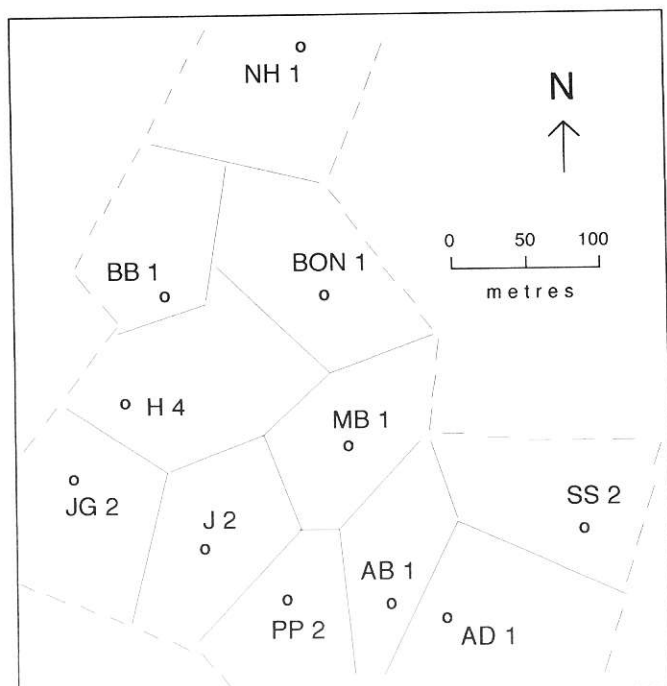 NH 1
N
0 50 100
metres
BB 1
BON 1
H 4
MB 1
JG 2
J 2
SS 2
AB 1
PP 2
AD 1